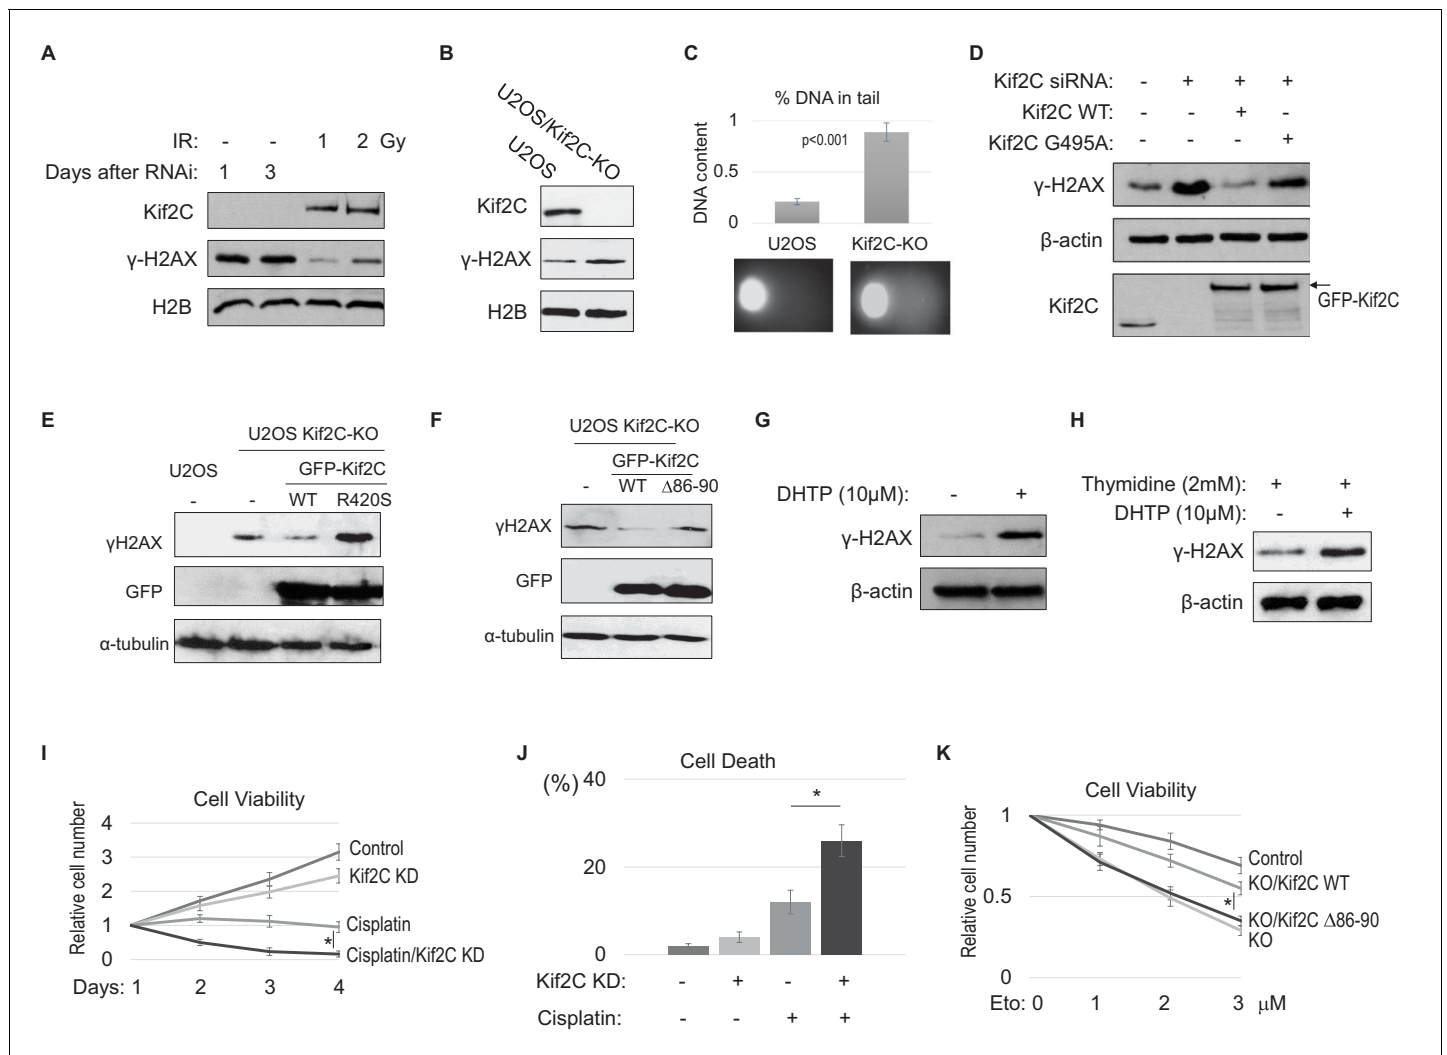 A
IR: - - 1 2 Gy
Days after RNAi: 1 3
Kif2C
γ-H2AX
H2B
B
U2OS/Kif2C-KO
U2OS
Kif2C
γ-H2AX
H2B
C
% DNA in tail
1
p<0.001
0.5
0
DNA content
U2OS Kif2C-KO
D
Kif2C siRNA: - + + +
Kif2C WT: - - + -
Kif2C G495A: - - - +
γ-H2AX
β-actin
Kif2C
GFP-Kif2C
E
U2OS Kif2C-KO
U2OS GFP-Kif2C
- - WT R420S
γH2AX
GFP
α-tubulin
F
U2OS Kif2C-KO
GFP-Kif2C
- WT Δ86-90
γH2AX
GFP
α-tubulin
G
DHTP (10μM): - +
γ-H2AX
β-actin
H
Thymidine (2mM): + +
DHTP (10μM): - +
γ-H2AX
β-actin
I
Cell Viability
Relative cell number
4
3
2
1
0
Control
Kif2C KD
Cisplatin
*
Cisplatin/Kif2C KD
Days: 1 2 3 4
J
Cell Death
(%) 40
20
0
*
Kif2C KD: - + - +
Cisplatin: - - + +
K
Cell Viability
Relative cell number
1
0.5
0
Control
KO/Kif2C WT
*
KO/Kif2C Δ86-90
KO
Eto: 0 1 2 3 μM